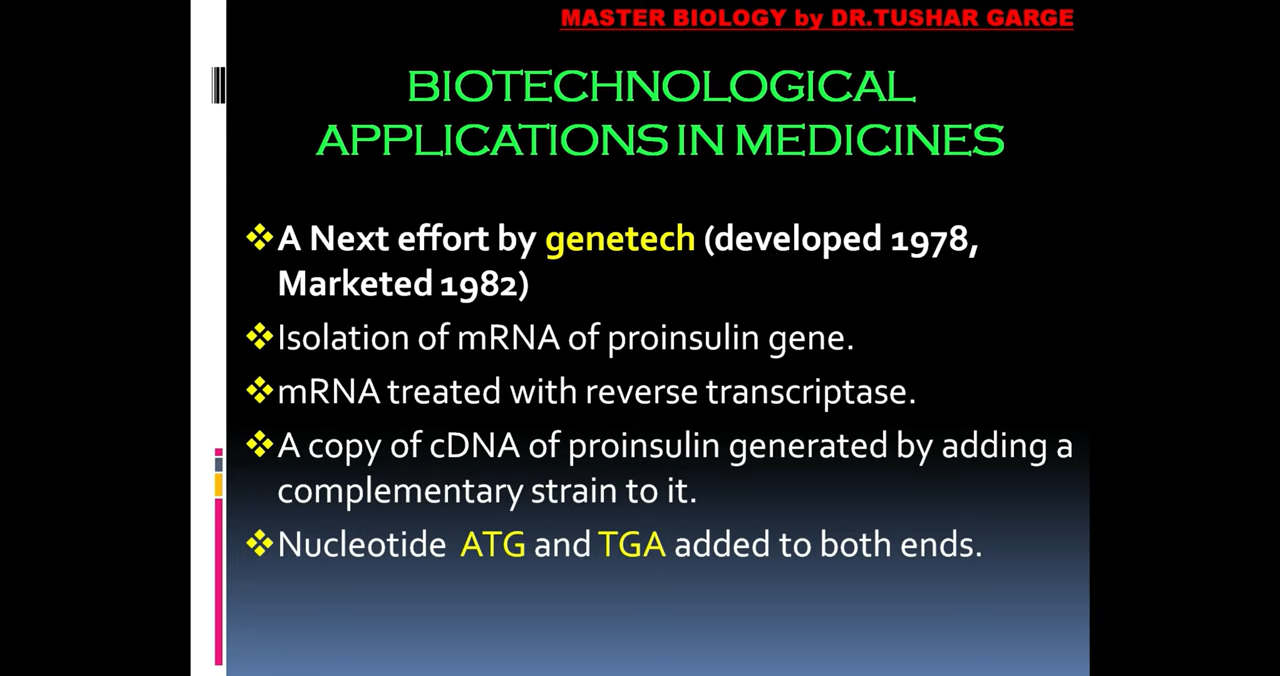 MASTER BIOLOGY by DR.TUSHAR GARGE
BIOTECHNOLOGICAL
APPLICATIONS IN MEDICINES
❖A Next effort by genetech (developed 1978,
Marketed 1982)
❖Isolation of mRNA of proinsulin gene.
❖mRNA treated with reverse transcriptase.
❖A copy of cDNA of proinsulin generated by adding a
complementary strain to it.
❖Nucleotide ATG and TGA added to both ends.